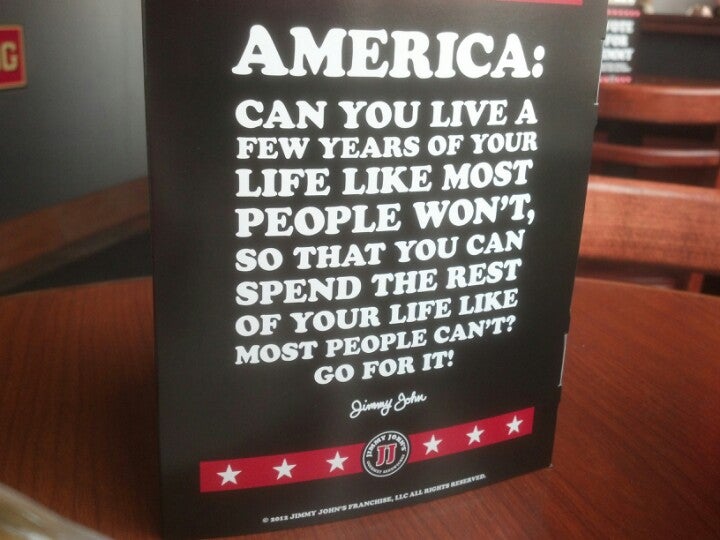 AMERICA:
CAN YOU LIVE A
FEW YEARS OF YOUR
LIFE LIKE MOST
PEOPLE WON'T,
SO THAT YOU CAN
SPEND THE REST
OF YOUR LIFE LIKE
MOST PEOPLE CAN'T?
GO FOR IT!
Jimmy John
JIMMY JOHN'S
JJ
© 2012 JIMMY JOHN'S FRANCHISE, LLC ALL RIGHTS RESERVED.
G
VOTE
FOR